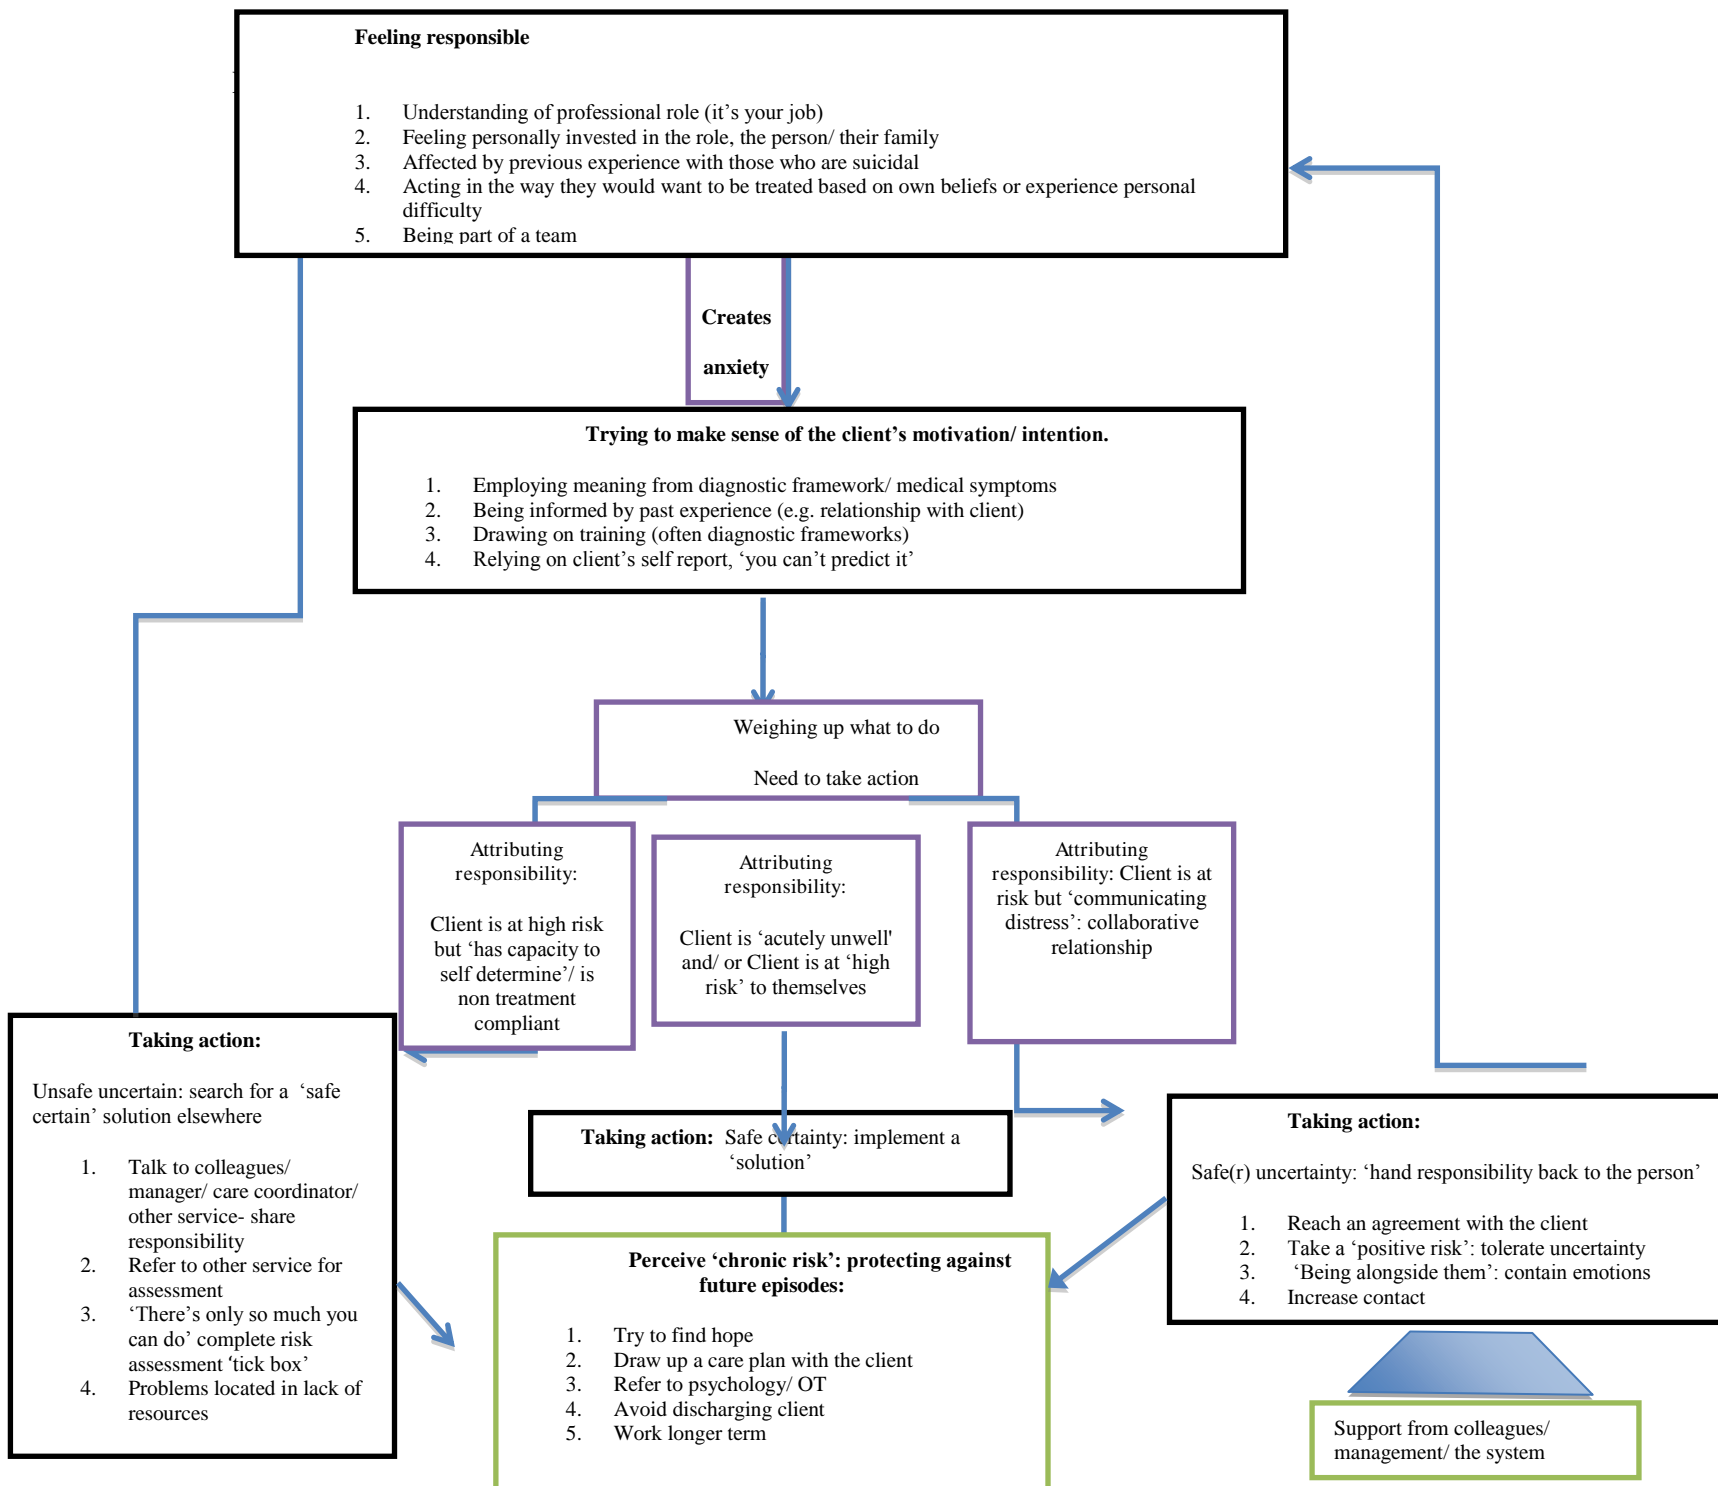 Feeling responsible
1. Understanding of professional role (it’s your job)
2. Feeling personally invested in the role, the person/ their family
3. Affected by previous experience with those who are suicidal
4. Acting in the way they would want to be treated based on own beliefs or experience personal
difficulty
5. Being part of a team
Creates
anxiety
Trying to make sense of the client’s motivation/ intention.
1. Employing meaning from diagnostic framework/ medical symptoms
2. Being informed by past experience (e.g. relationship with client)
3. Drawing on training (often diagnostic frameworks)
4. Relying on client’s self report, ‘you can’t predict it’
Weighing up what to do
Need to take action
Attributing
responsibility:
Client is at high risk
but ‘has capacity to
self determine’/ is
non treatment
compliant
Attributing
responsibility:
Client is ‘acutely unwell'
and/ or Client is at ‘high
risk’ to themselves
Attributing
responsibility: Client is at
risk but ‘communicating
distress’: collaborative
relationship
Taking action:
Unsafe uncertain: search for a ‘safe
certain’ solution elsewhere
1. Talk to colleagues/
manager/ care coordinator/
other service- share
responsibility
2. Refer to other service for
assessment
3. ‘There’s only so much you
can do’ complete risk
assessment ‘tick box’
4. Problems located in lack of
resources
Taking action: Safe certainty: implement a
‘solution’
Taking action:
Safe(r) uncertainty: ‘hand responsibility back to the person’
1. Reach an agreement with the client
2. Take a ‘positive risk’: tolerate uncertainty
3. ‘Being alongside them’: contain emotions
4. Increase contact
Perceive ‘chronic risk’: protecting against
future episodes:
1. Try to find hope
2. Draw up a care plan with the client
3. Refer to psychology/ OT
4. Avoid discharging client
5. Work longer term
Support from colleagues/
management/ the system